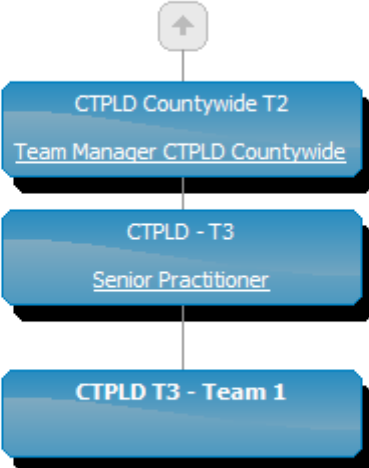 CTPLD Countywide T2
Team Manager CTPLD Countywide
CTPLD - T3
Senior Practitioner
CTPLD T3 - Team 1